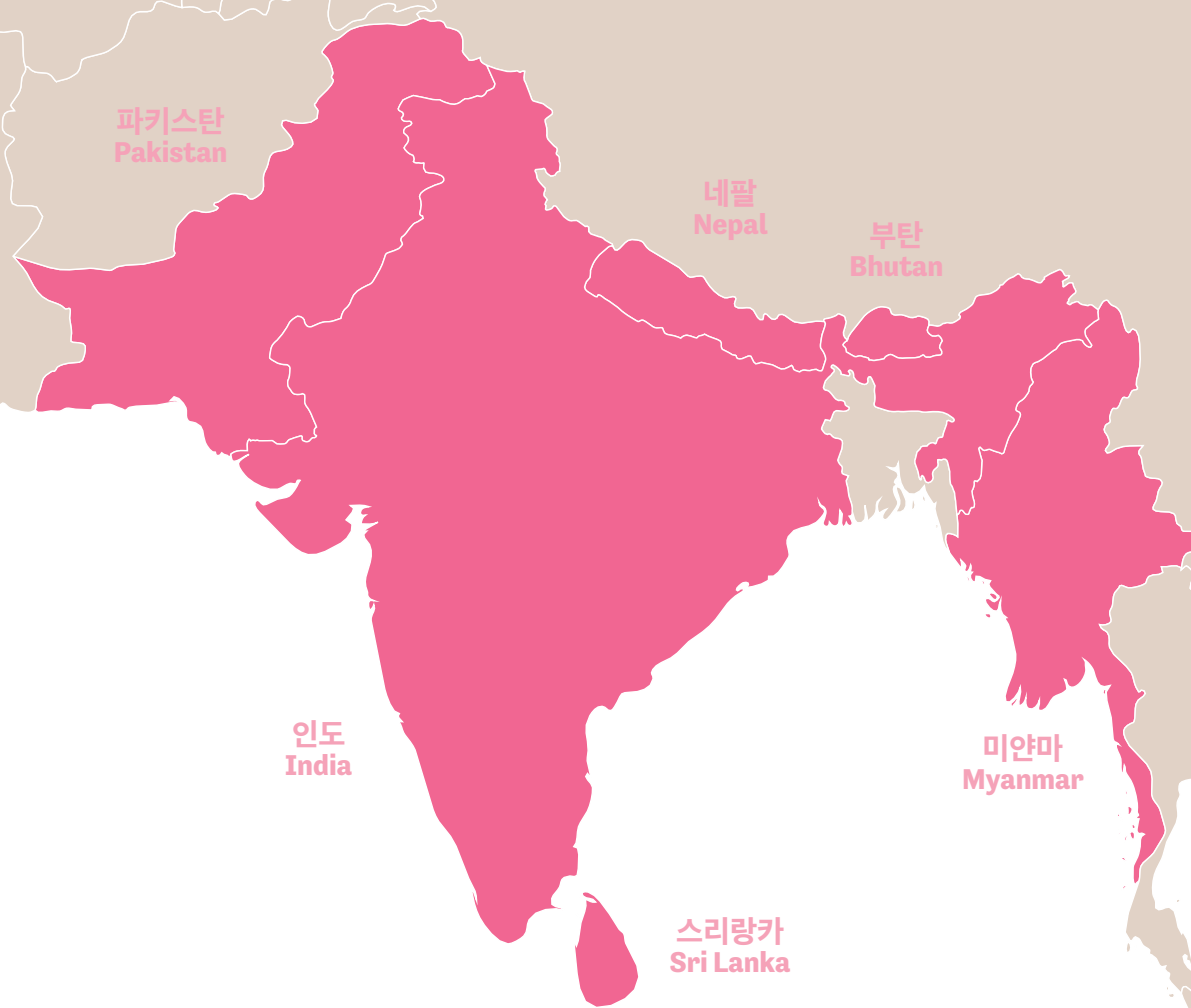 파키스탄
Pakistan
네팔
Nepal
부탄
Bhutan
인도
India
미얀마
Myanmar
스리랑카
Sri Lanka